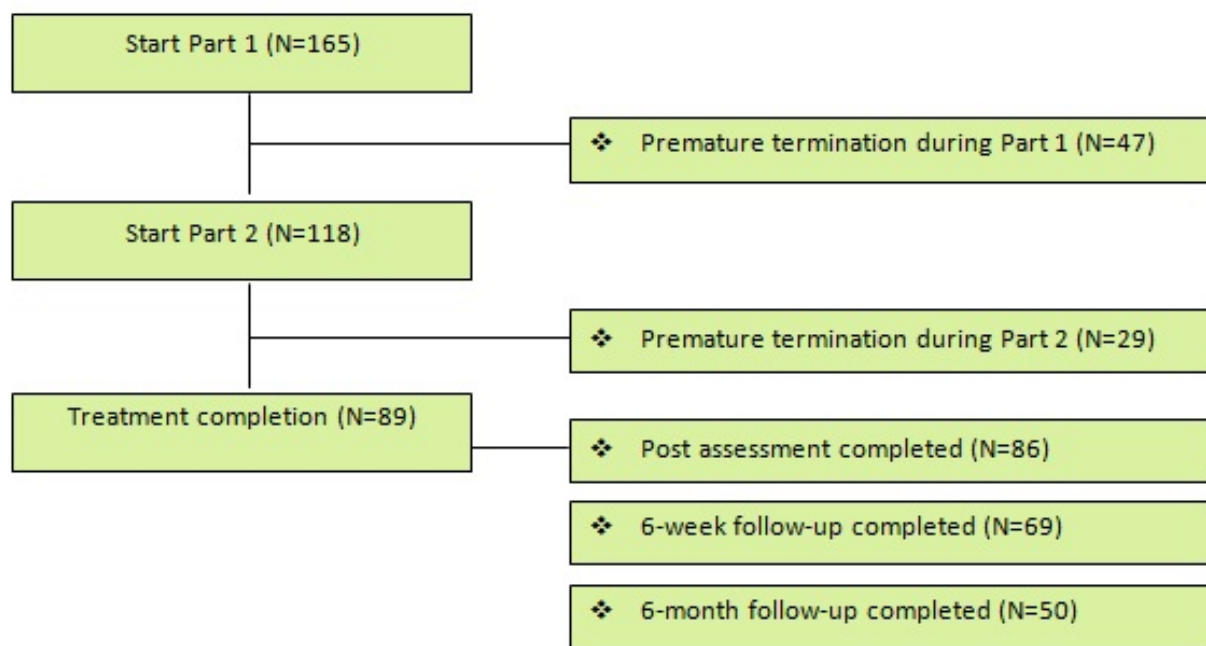 Start Part 1 (N=165)
❖ Premature termination during Part 1 (N=47)
Start Part 2 (N=118)
❖ Premature termination during Part 2 (N=29)
Treatment completion (N=89)
❖ Post assessment completed (N=86)
❖ 6-week follow-up completed (N=69)
❖ 6-month follow-up completed (N=50)